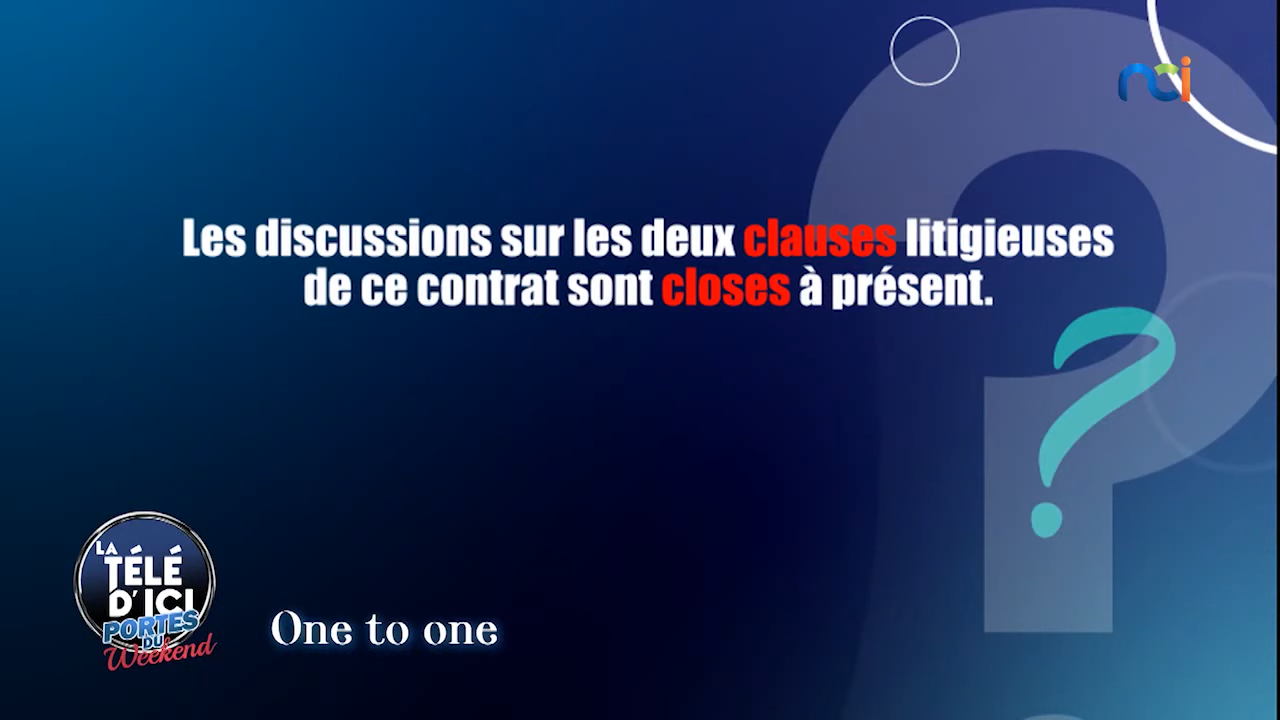 nci
Les discussions sur les deux clauses litigieuses
de ce contrat sont closes à présent.
LA
TÉLÉ
D'ICI
PORTES
DU
Weekend
One to one